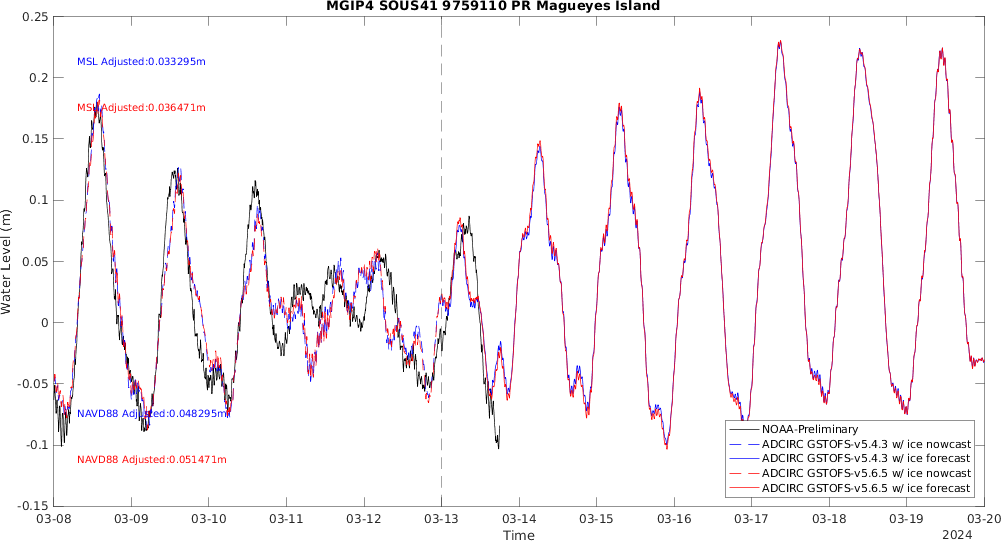 MGIP4 SOUS41 9759110 PR Magueyes Island
0.25
0.2
0.15
0.1
0.05
0
-0.05
-0.1
-0.15
Water Level (m)
MSL Adjusted:0.033295m
MSL Adjusted:0.036471m
NAVD88 Adjusted:0.048295m
NAVD88 Adjusted:0.051471m
NOAA-Preliminary
ADCIRC GSTOFS-v5.4.3 w/ ice nowcast
ADCIRC GSTOFS-v5.4.3 w/ ice forecast
ADCIRC GSTOFS-v5.6.5 w/ ice nowcast
ADCIRC GSTOFS-v5.6.5 w/ ice forecast
03-08 03-09 03-10 03-11 03-12 03-13 03-14 03-15 03-16 03-17 03-18 03-19 03-20
Time
2024